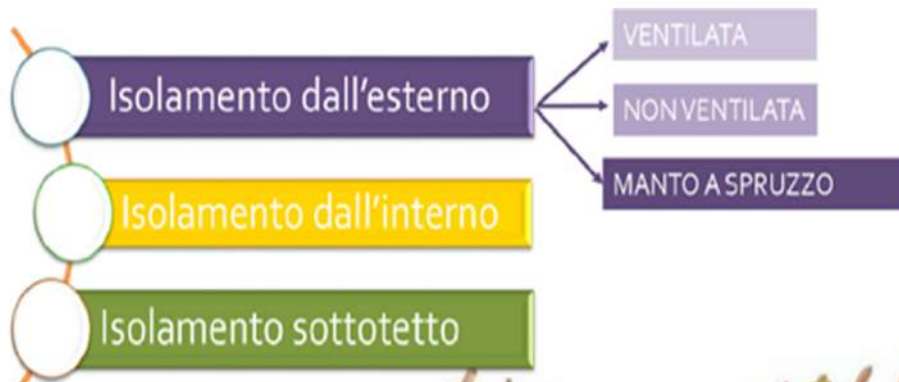 Isolamento dall'esterno
VENTILATA
NON VENTILATA
MANTO A SPRUZZO
Isolamento dall'interno
Isolamento sottotetto